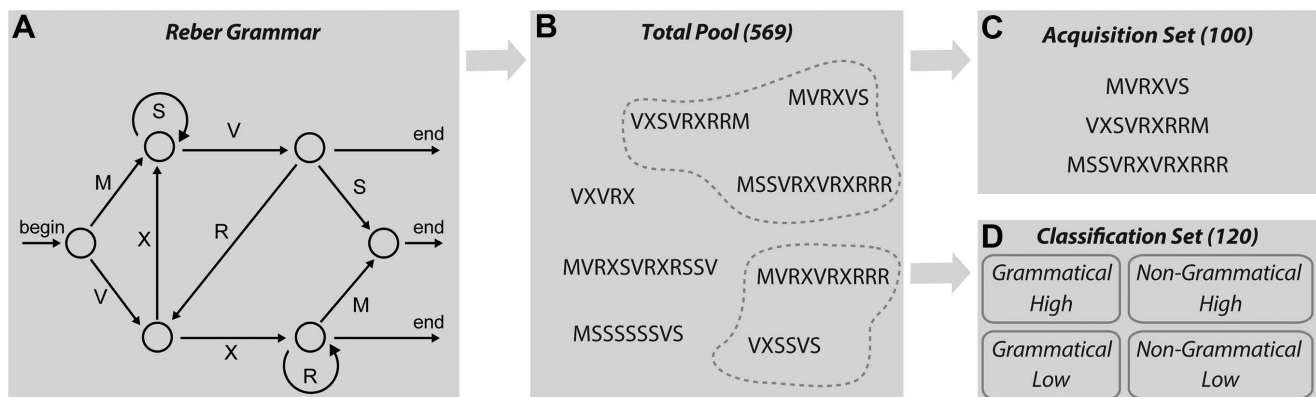 A
Reber Grammar
S
V
end
M
S
begin
X
R
end
V
M
end
X
R
B
Total Pool (569)
MVRXVS
VXSVRXRRM
MSSVRXVRXRRR
VXVRX
MVRXSVRXRSSV
MVRXVRXRRR
MSSSSSSVS
VXSSVS
C
Acquisition Set (100)
MVRXVS
VXSVRXRRM
MSSVRXVRXRRR
D
Classification Set (120)
Grammatical
High
Non-Grammatical
High
Grammatical
Low
Non-Grammatical
Low